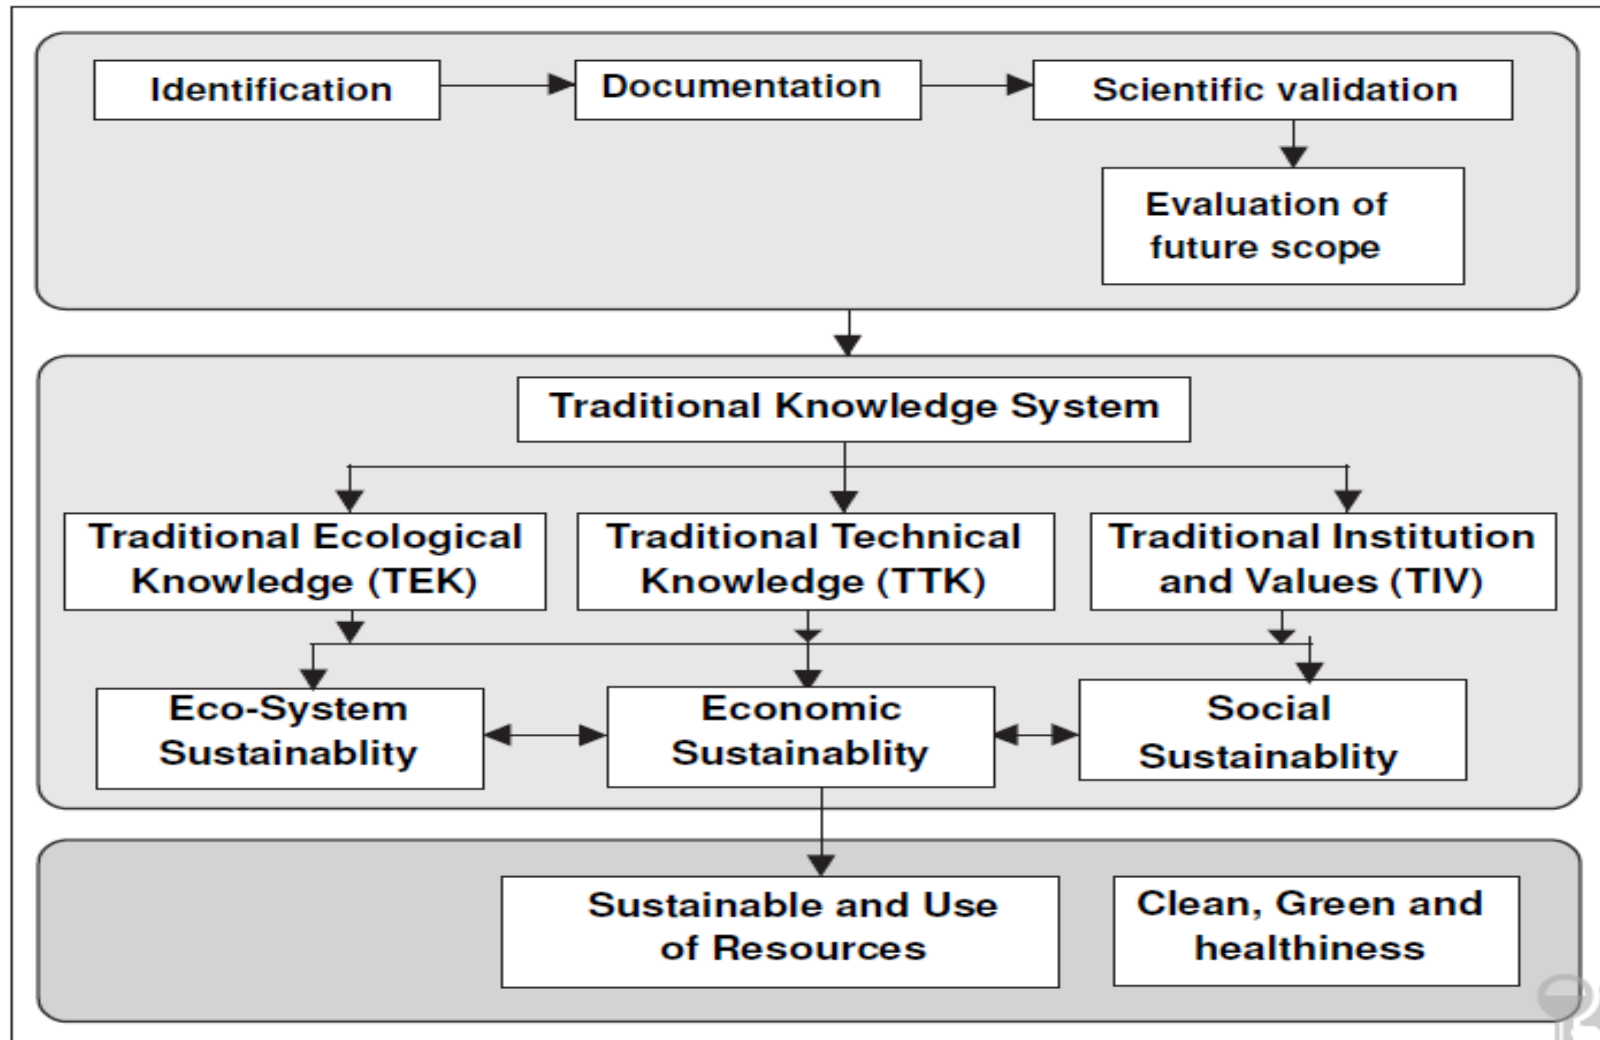 Identification
Documentation
Scientific validation
Evaluation of
future scope
Traditional Knowledge System
Traditional Ecological
Knowledge (TEK)
Traditional Technical
Knowledge (TTK)
Traditional Institution
and Values (TIV)
Eco-System
Sustainablity
Economic
Sustainablity
Social
Sustainablity
Sustainable and Use
of Resources
Clean, Green and
healthiness